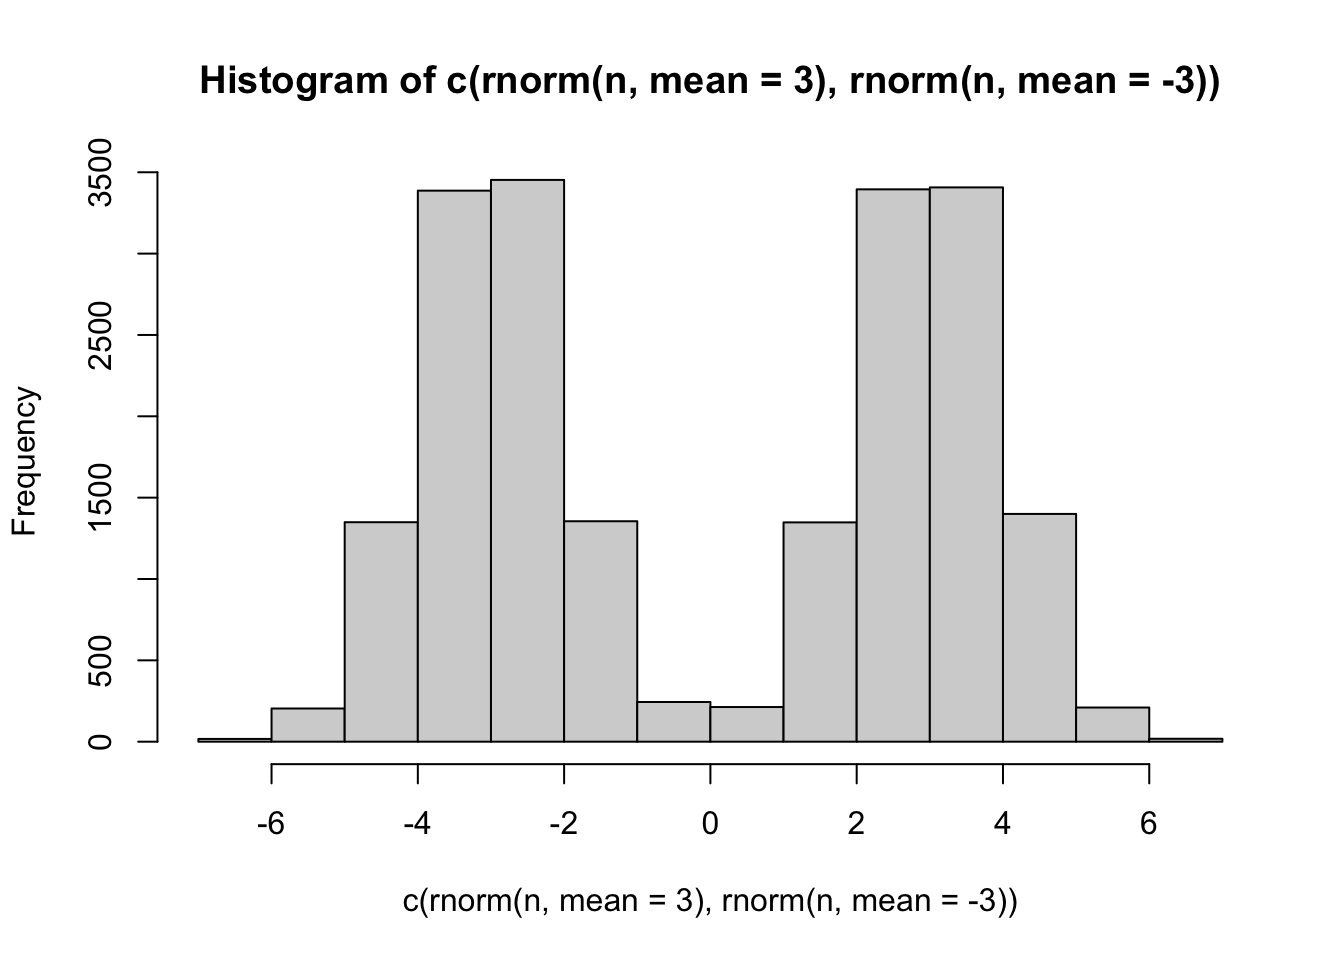 Histogram of c(rnorm(n, mean = 3), rnorm(n, mean = -3))
Frequency
3500
2500
1500
500
0
-6 -4 -2 0 2 4 6
c(rnorm(n, mean = 3), rnorm(n, mean = -3))